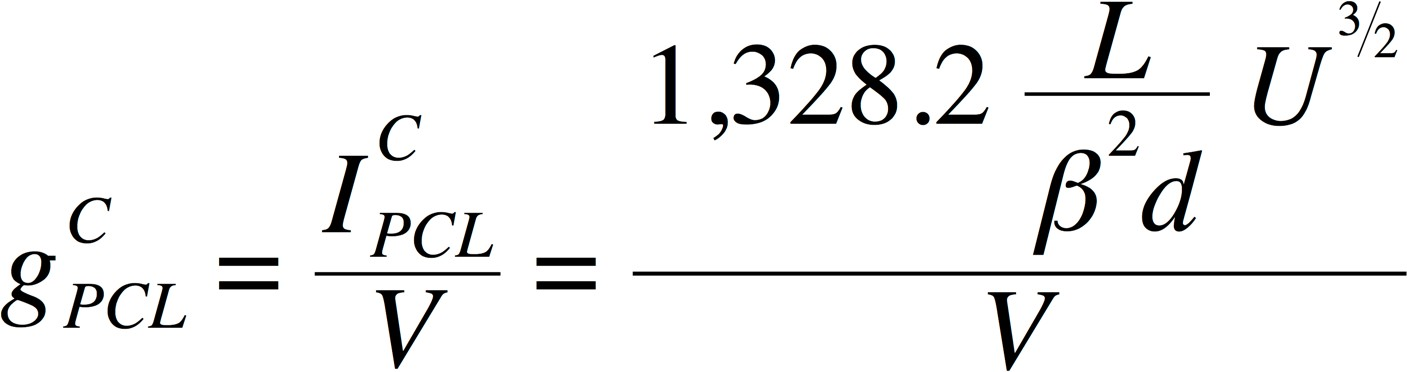 g^C_PCL = I^C_PCL / V = 1,328.2 L / β^2 d U^3/2 / V